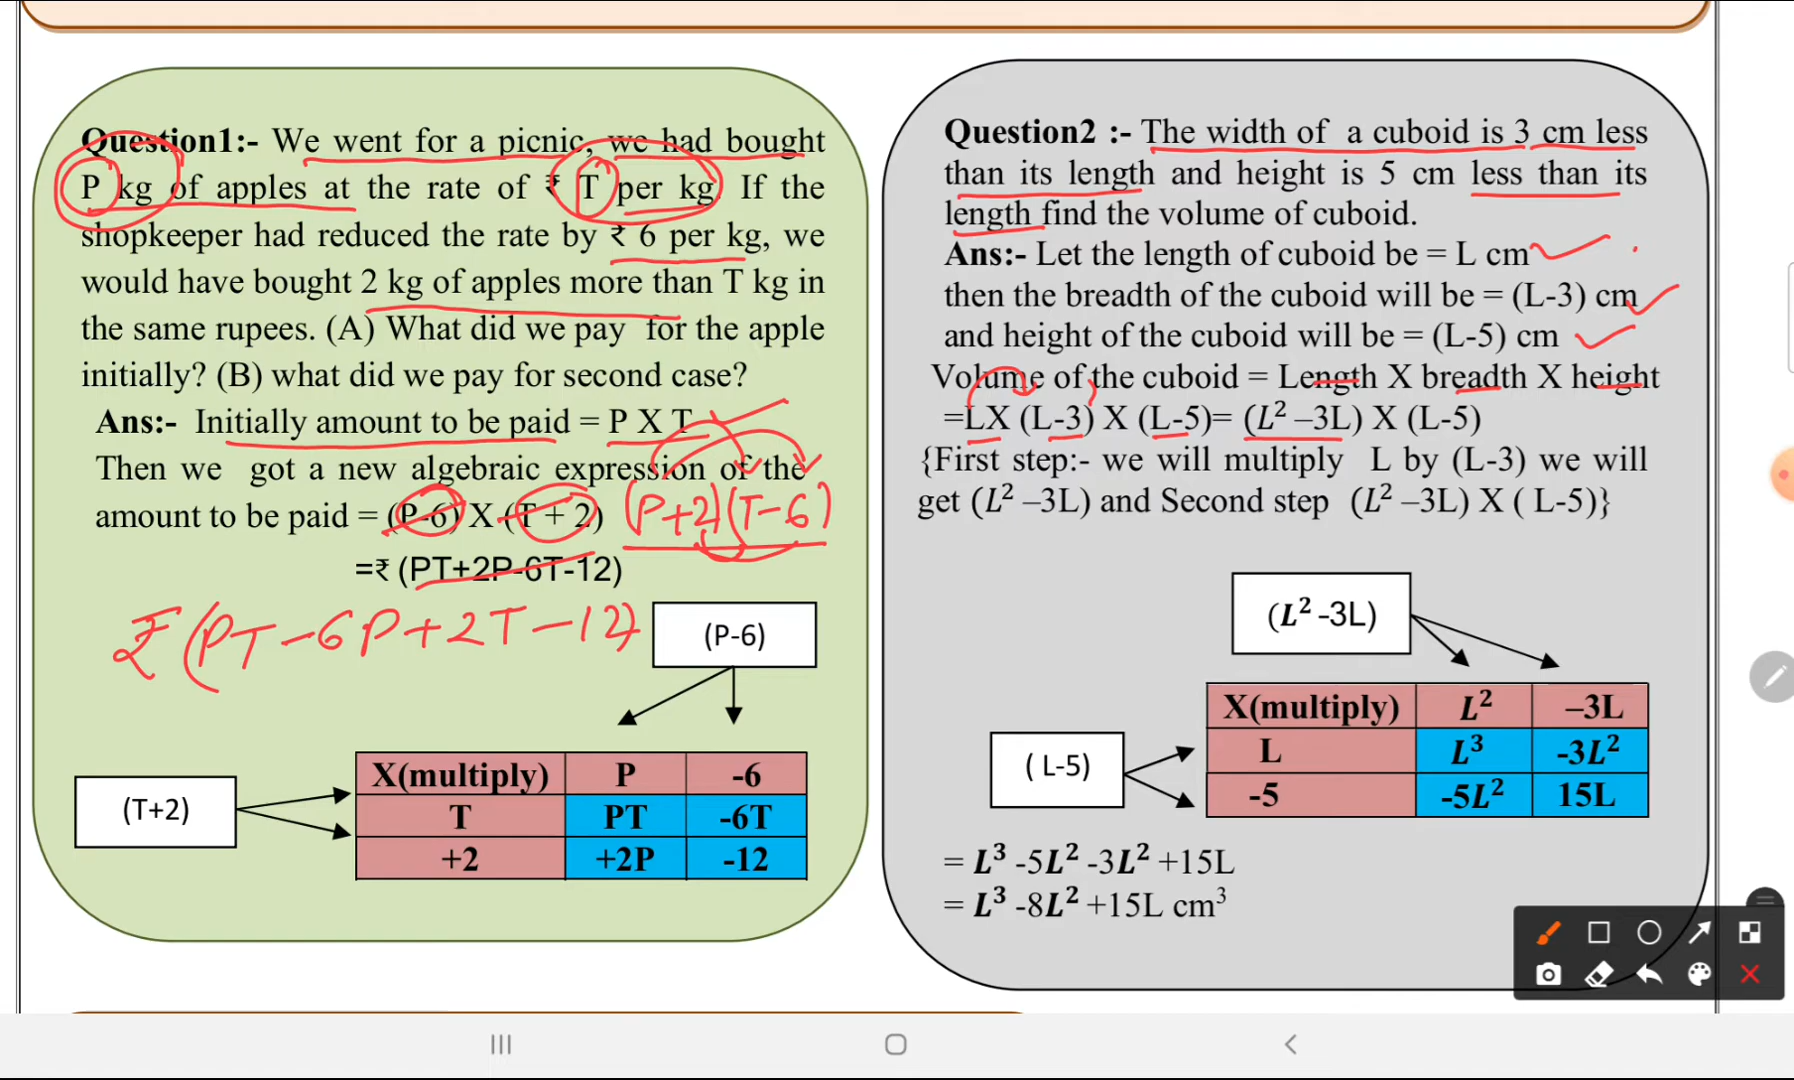 Question1:- We went for a picnic, we had bought
P kg of apples at the rate of ₹ T per kg. If the
shopkeeper had reduced the rate by ₹ 6 per kg, we
would have bought 2 kg of apples more than T kg in
the same rupees. (A) What did we pay for the apple
initially? (B) what did we pay for second case?
Ans:- Initially amount to be paid = P X T
Then we got a new algebraic expression of the
amount to be paid = (P-6) X (T + 2) (P+2)(T-6)
=₹ (PT+2P-6T-12)
₹ (PT-6P+2T-12)
(P-6)
(T+2)
X(multiply) P -6
T PT -6T
+2 +2P -12
Question2 :- The width of a cuboid is 3 cm less
than its length and height is 5 cm less than its
length find the volume of cuboid.
Ans:- Let the length of cuboid be = L cm
then the breadth of the cuboid will be = (L-3) cm
and height of the cuboid will be = (L-5) cm
Volume of the cuboid = Length X breadth X height
=LX (L-3) X (L-5)= (L² –3L) X (L-5)
{First step:- we will multiply L by (L-3) we will
get (L² –3L) and Second step (L² –3L) X ( L-5)}
(L² -3L)
( L-5)
X(multiply) L² –3L
L L³ -3L²
-5 -5L² 15L
= L³ -5L² -3L² +15L
= L³ -8L² +15L cm³